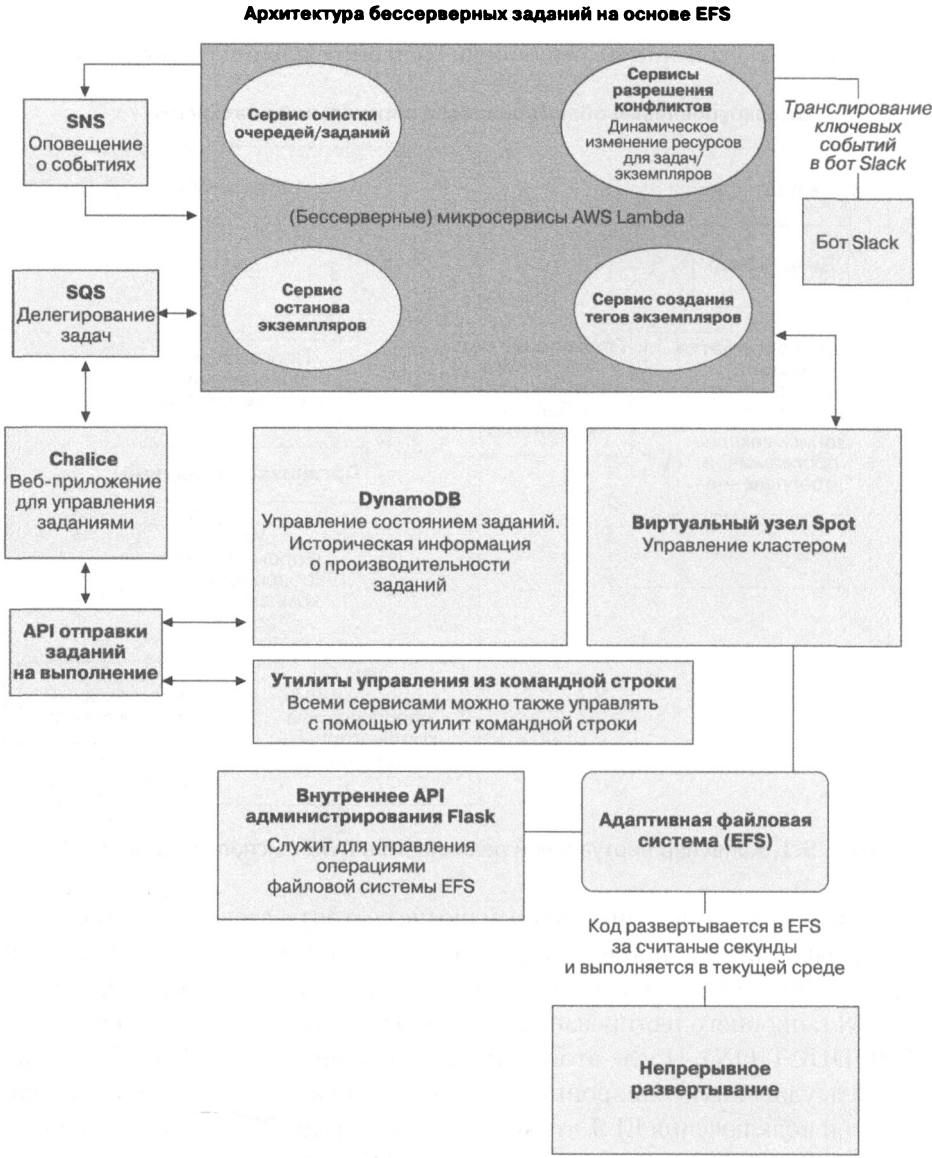 Архитектура бессерверных заданий на основе EFS
SNS
Оповещение
о событиях
Сервис очистки
очередей/заданий
Сервисы
разрешения
конфликтов
Динамическое
изменение ресурсов
для задач/
экземпляров
Транслирование
ключевых
событий
в бот Slack
(Бессерверные) микросервисы AWS Lambda
Бот Slack
SQS
Делегирование
задач
Сервис
останова
экземпляров
Сервис создания
тегов экземпляров
Chalice
Веб-приложение
для управления
заданиями
DynamoDB
Управление состоянием заданий.
Историческая информация
о производительности
заданий
Виртуальный узел Spot
Управление кластером
API отправки
заданий
на выполнение
Утилиты управления из командной строки
Всеми сервисами можно также управлять
с помощью утилит командной строки
Внутреннее API
администрирования Flask
Служит для управления
операциями
файловой системы EFS
Адаптивная файловая
система (EFS)
Код развертывается в EFS
за считаные секунды
и выполняется в текущей среде
Непрерывное
развертывание